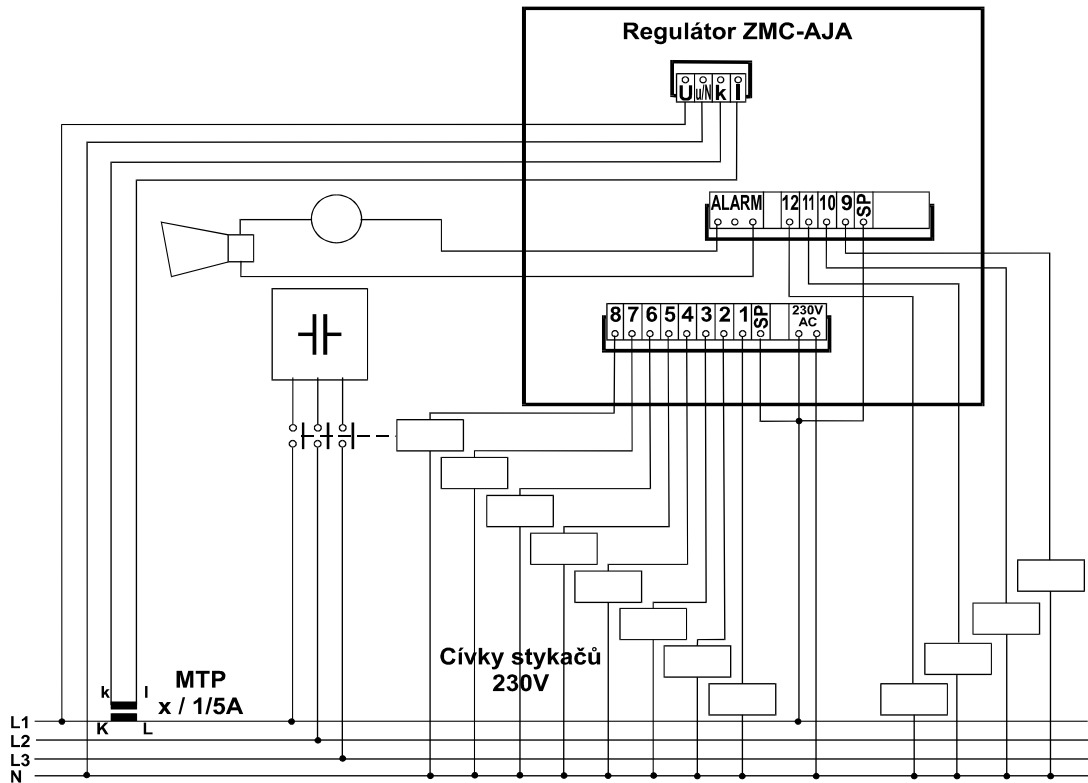 Regulátor ZMC-AJA
U u/N k l
ALARM 12 11 10 9 SP
8 7 6 5 4 3 2 1 SP 230V AC
Cívky stykačů
230V
MTP
x / 1/5A
k l
K L
L1
L2
L3
N